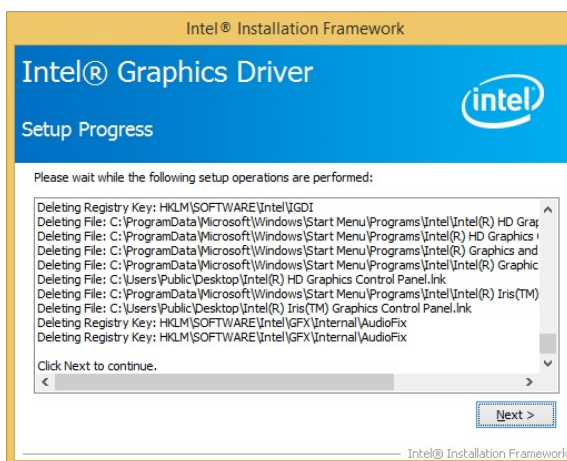 Intel® Installation Framework
Intel® Graphics Driver
intel
Setup Progress
Please wait while the following setup operations are performed:
Deleting Registry Key: HKLM\SOFTWARE\Intel\IGDI
Deleting File: C:\ProgramData\Microsoft\Windows\Start Menu\Programs\Intel\Intel(R) HD Grap
Deleting File: C:\ProgramData\Microsoft\Windows\Start Menu\Programs\Intel\Intel(R) HD Graphics
Deleting File: C:\ProgramData\Microsoft\Windows\Start Menu\Programs\Intel\Intel(R) Graphics and
Deleting File: C:\ProgramData\Microsoft\Windows\Start Menu\Programs\Intel\Intel(R) Graphic
Deleting File: C:\Users\Public\Desktop\Intel(R) HD Graphics Control Panel.lnk
Deleting File: C:\ProgramData\Microsoft\Windows\Start Menu\Programs\Intel\Intel(R) Iris(TM)
Deleting File: C:\Users\Public\Desktop\Intel(R) Iris(TM) Graphics Control Panel.lnk
Deleting Registry Key: HKLM\SOFTWARE\Intel\GFX\Internal\AudioFix
Deleting Registry Key: HKLM\SOFTWARE\Intel\GFX\Internal\AudioFix
Click Next to continue.
Next >
Intel® Installation Framework